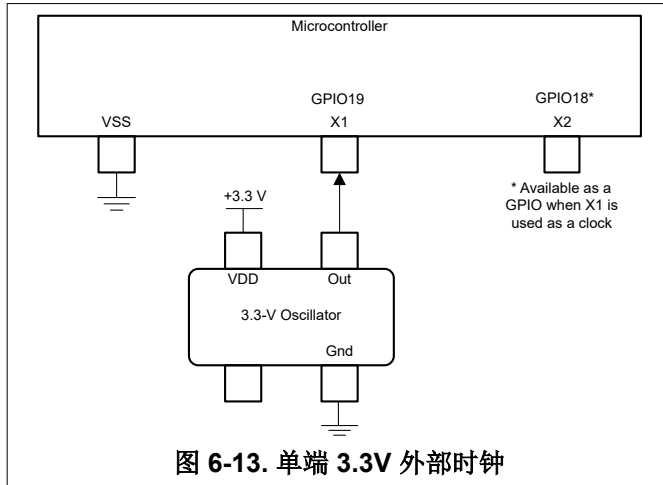 Microcontroller
GPIO19
GPIO18*
VSS
X1
X2
+3.3 V
* Available as a
GPIO when X1 is
used as a clock
VDD
Out
3.3-V Oscillator
Gnd
图 6-13. 单端 3.3V 外部时钟